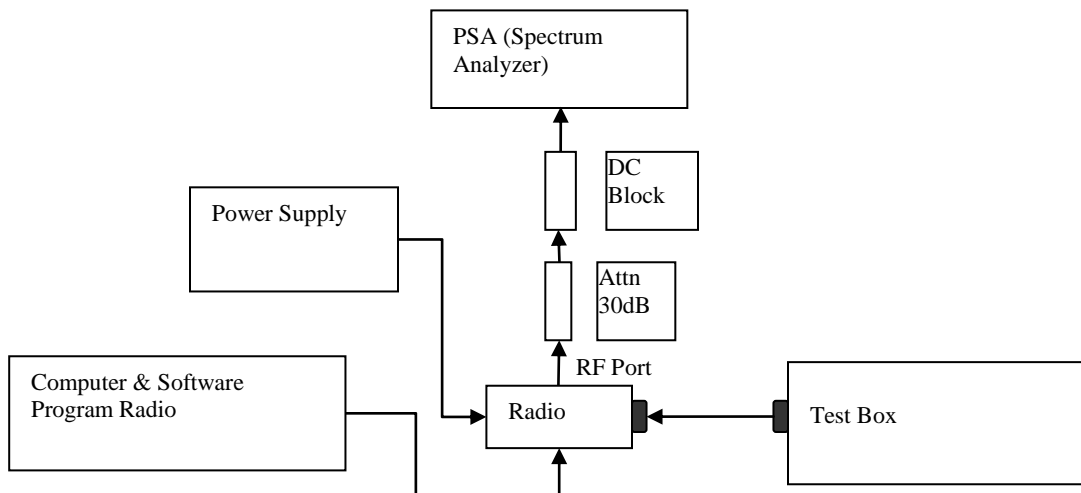 PSA (Spectrum
Analyzer)
DC
Block
Power Supply
Attn
30dB
RF Port
Computer & Software
Program Radio
Radio
Test Box